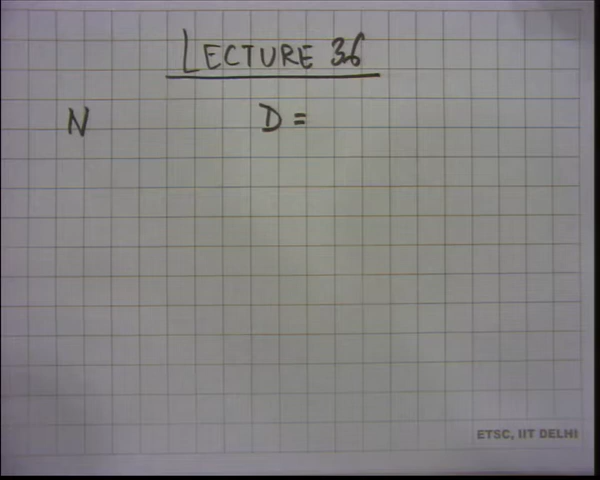 LECTURE 36
N D =
ETSC, IIT DELHI